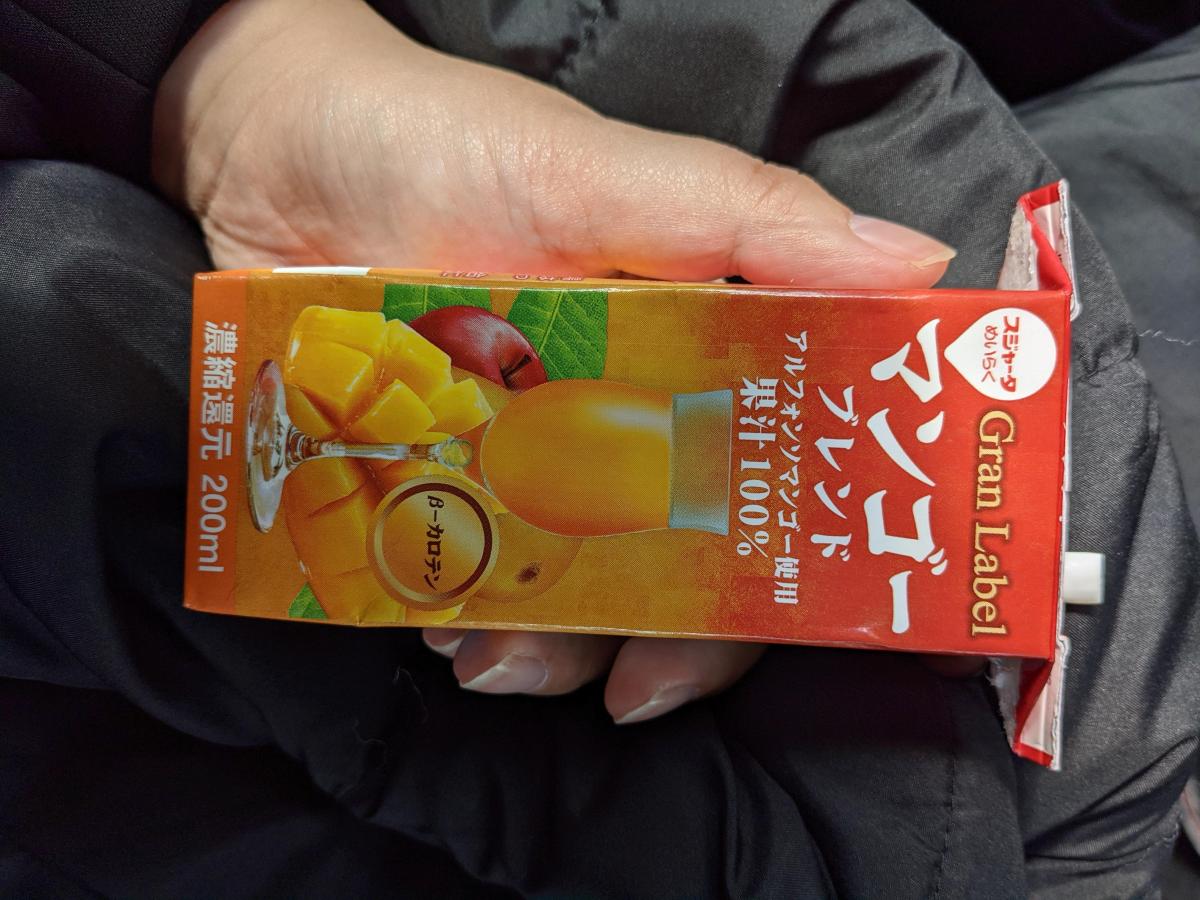 スジャータ
めいらく
Gran Label
マンゴー
ブレンド
アルフォンソマンゴー使用
果汁100%
β-カロテン
濃縮還元 200ml